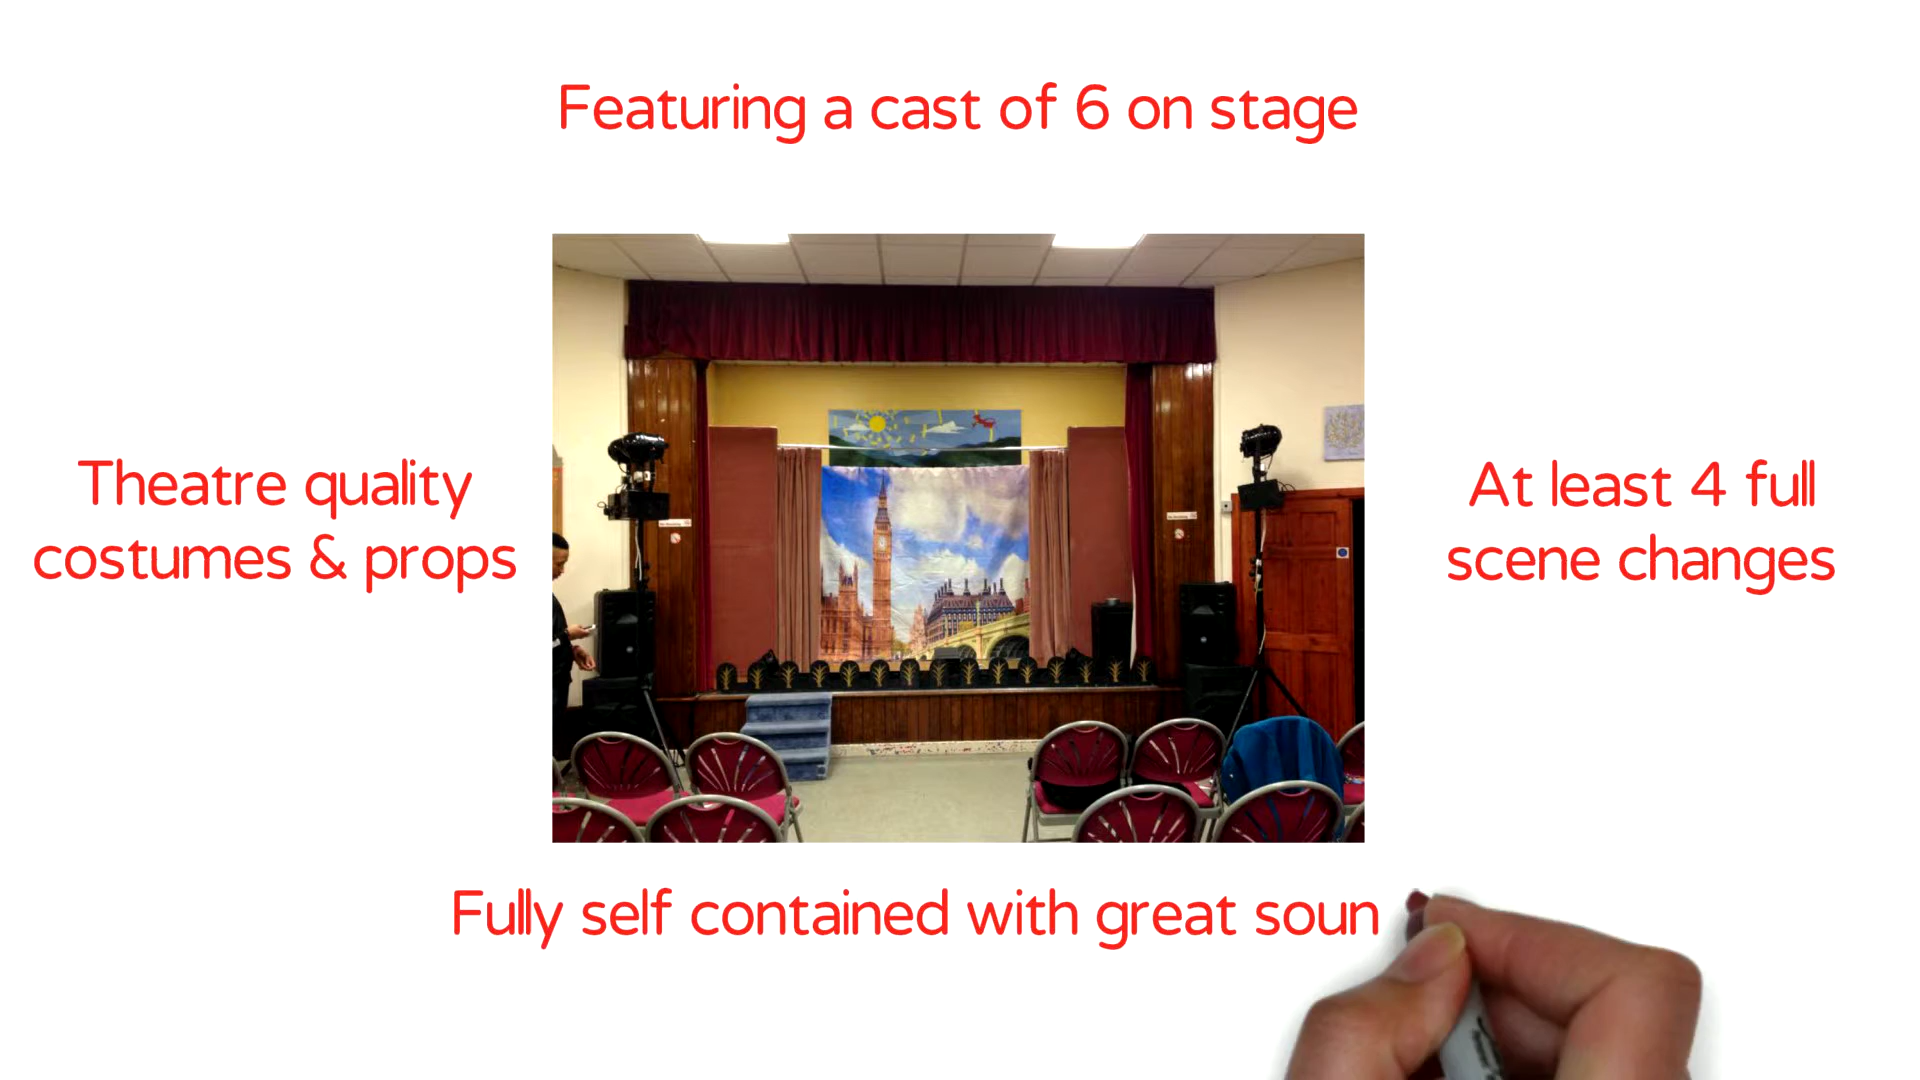 Featuring a cast of 6 on stage
Theatre quality
costumes & props
At least 4 full
scene changes
Fully self contained with great soun